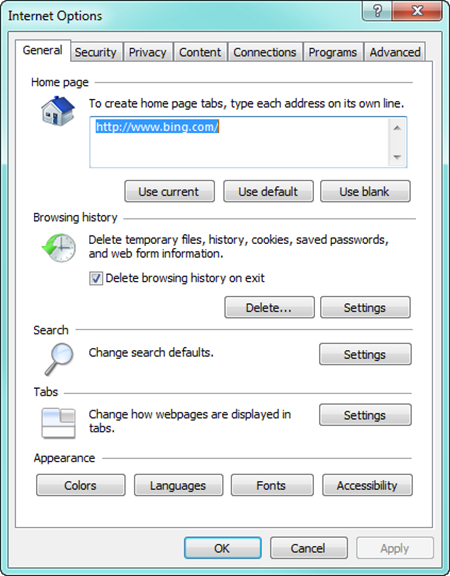 Internet Options
?
General Security Privacy Content Connections Programs Advanced
Home page
To create home page tabs, type each address on its own line.
http://www.bing.com/
Use current Use default Use blank
Browsing history
Delete temporary files, history, cookies, saved passwords,
and web form information.
Delete browsing history on exit
Delete... Settings
Search
Change search defaults. Settings
Tabs
Change how webpages are displayed in
tabs.
Settings
Appearance
Colors Languages Fonts Accessibility
OK Cancel Apply